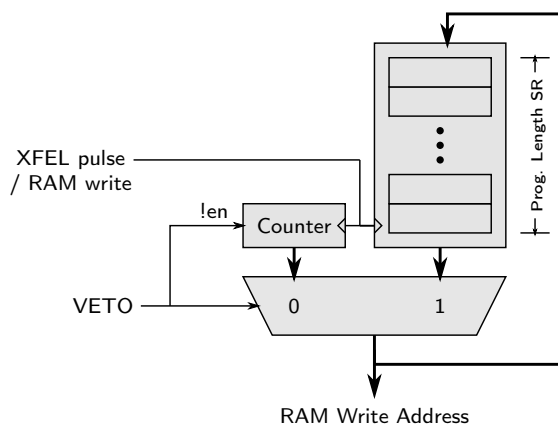 Prog. Length SR
XFEL pulse
/ RAM write
!en
Counter
VETO
0
1
RAM Write Address